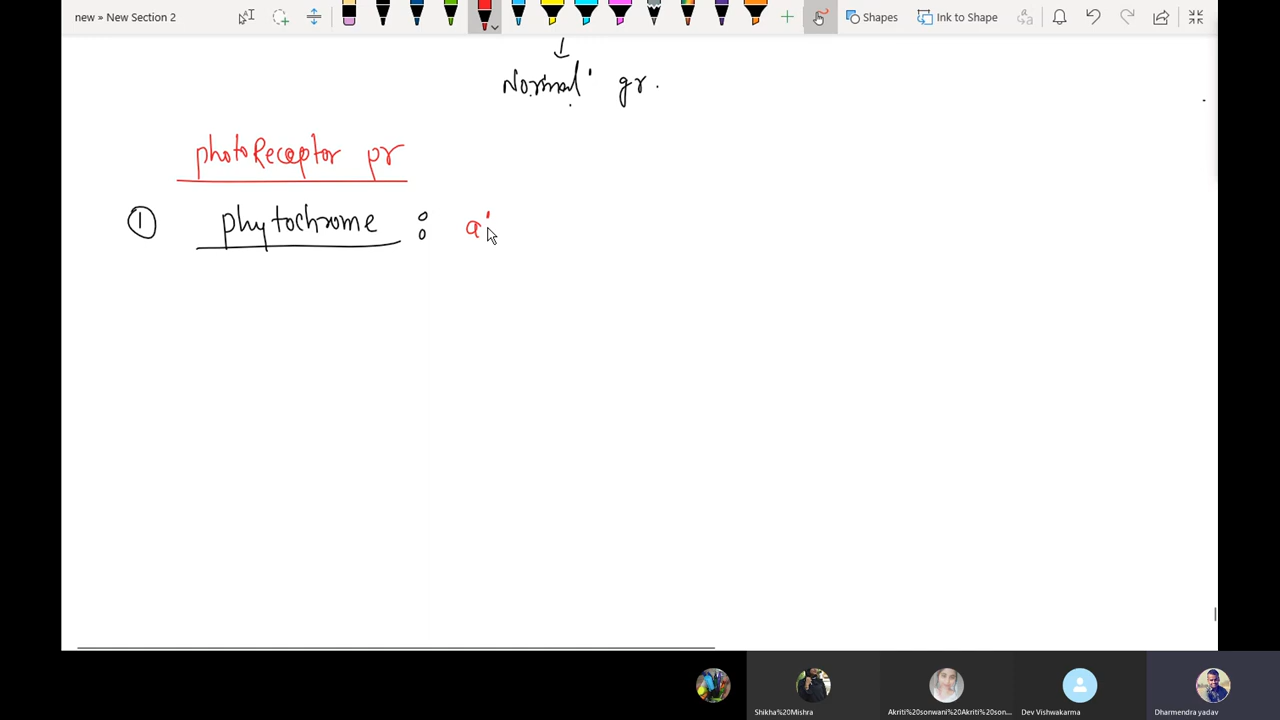 new » New Section 2
Shapes
Ink to Shape
Normal gr.
photoReceptor pr
1 phytochrome :
Shikha%20Mishra
Akriti%20sonwani%20Akriti%20son...
Dev Vishwakarma
Dharmendra yadav